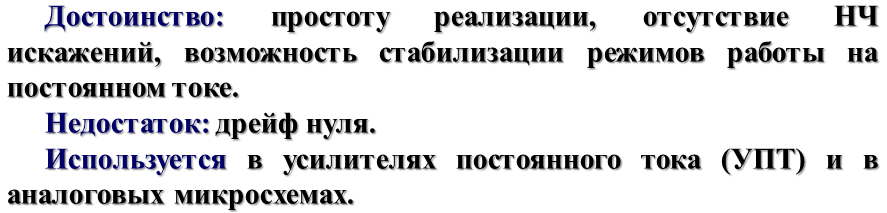 Достоинство: простоту реализации, отсутствие НЧ
искажений, возможность стабилизации режимов работы на
постоянном токе.
Недостаток: дрейф нуля.
Используется в усилителях постоянного тока (УПТ) и в
аналоговых микросхемах.